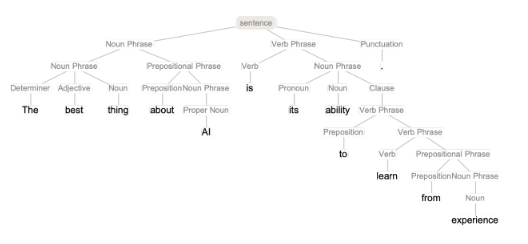 sentence
Noun Phrase Verb Phrase Punctuation
Noun Phrase Prepositional Phrase Verb Noun Phrase .
Determiner Adjective Noun Preposition Noun Phrase is Pronoun Noun Clause
The best thing about Proper Noun its ability Verb Phrase
AI Preposition Verb Phrase
to Verb Prepositional Phrase
learn Preposition Noun Phrase
from Noun
experience